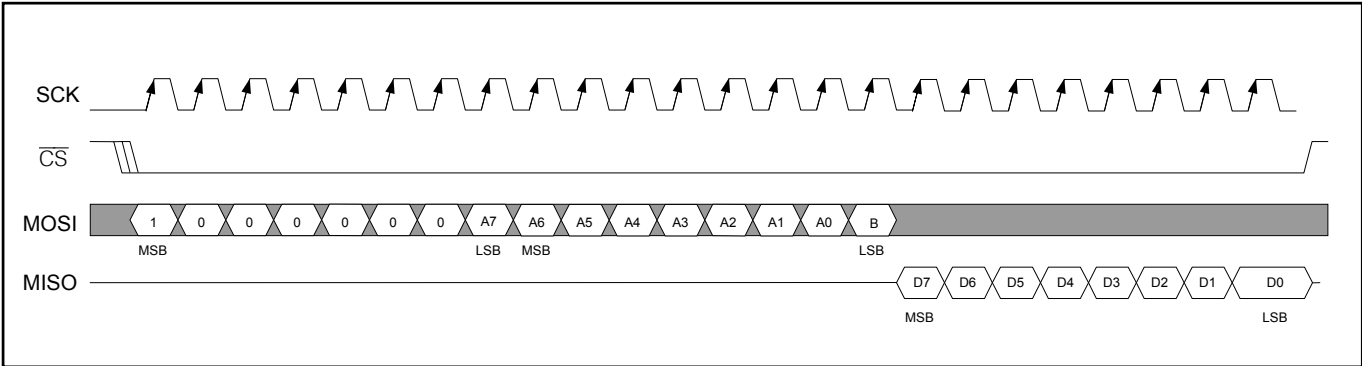 SCK
CS
MOSI 1 0 0 0 0 0 0 A7 A6 A5 A4 A3 A2 A1 A0 B
MSB LSB MSB LSB
MISO D7 D6 D5 D4 D3 D2 D1 D0
MSB LSB